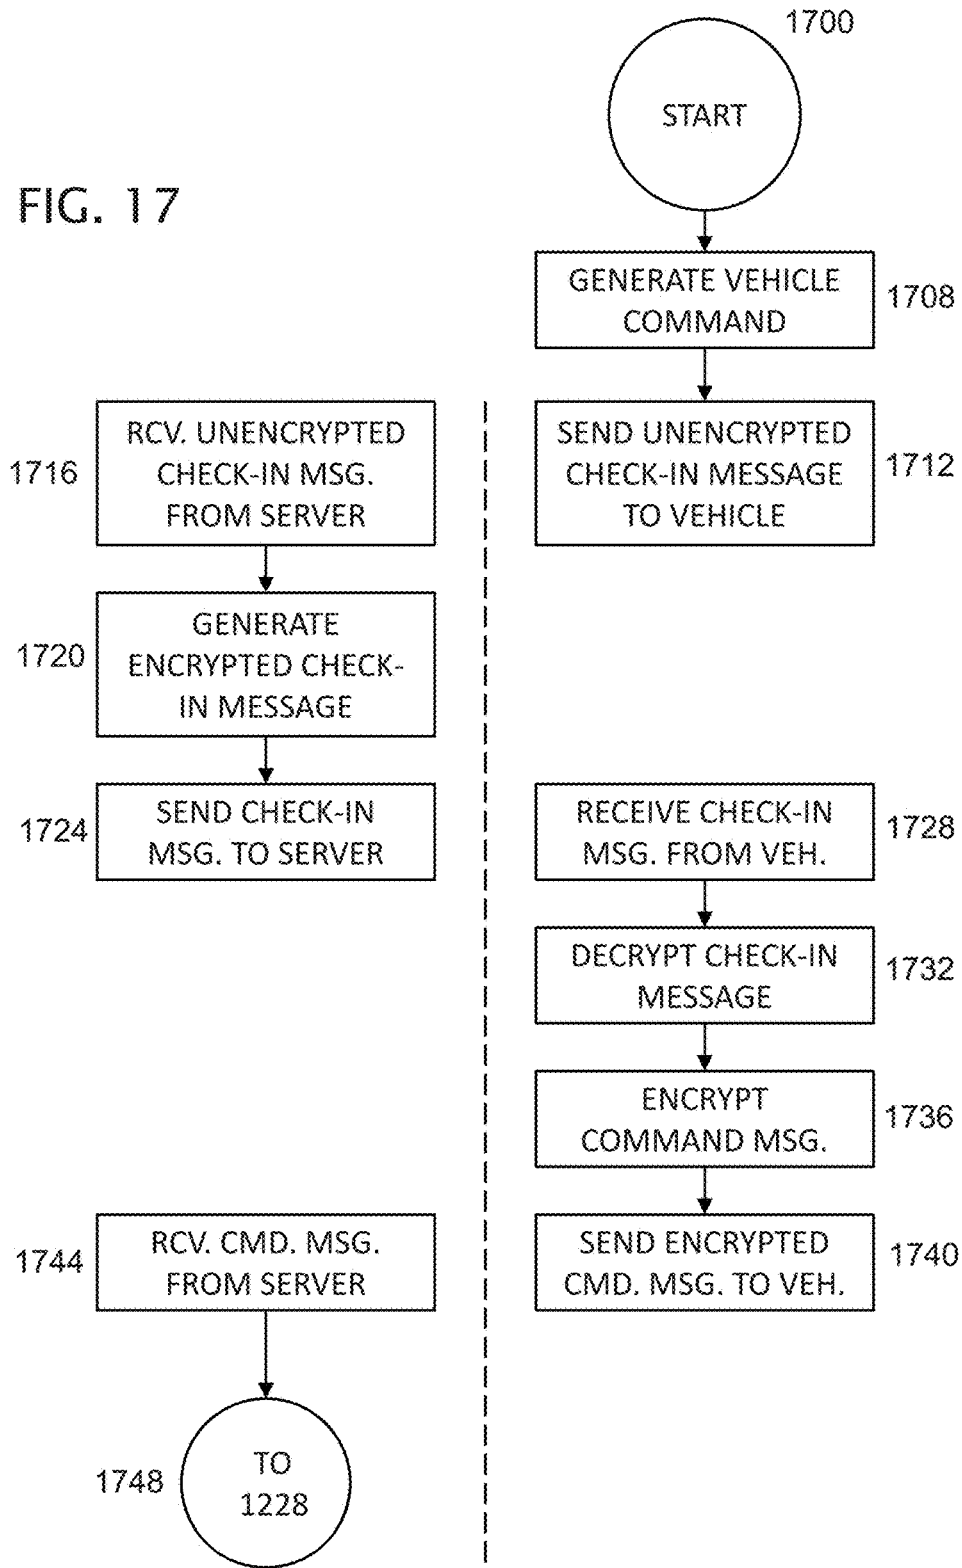 1700
START
FIG. 17
GENERATE VEHICLE
COMMAND
1708
RCV. UNENCRYPTED
CHECK-IN MSG.
FROM SERVER
1716
SEND UNENCRYPTED
CHECK-IN MESSAGE
TO VEHICLE
1712
GENERATE
ENCRYPTED CHECK-
IN MESSAGE
1720
SEND CHECK-IN
MSG. TO SERVER
1724
RECEIVE CHECK-IN
MSG. FROM VEH.
1728
DECRYPT CHECK-IN
MESSAGE
1732
ENCRYPT
COMMAND MSG.
1736
RCV. CMD. MSG.
FROM SERVER
1744
SEND ENCRYPTED
CMD. MSG. TO VEH.
1740
TO
1228
1748